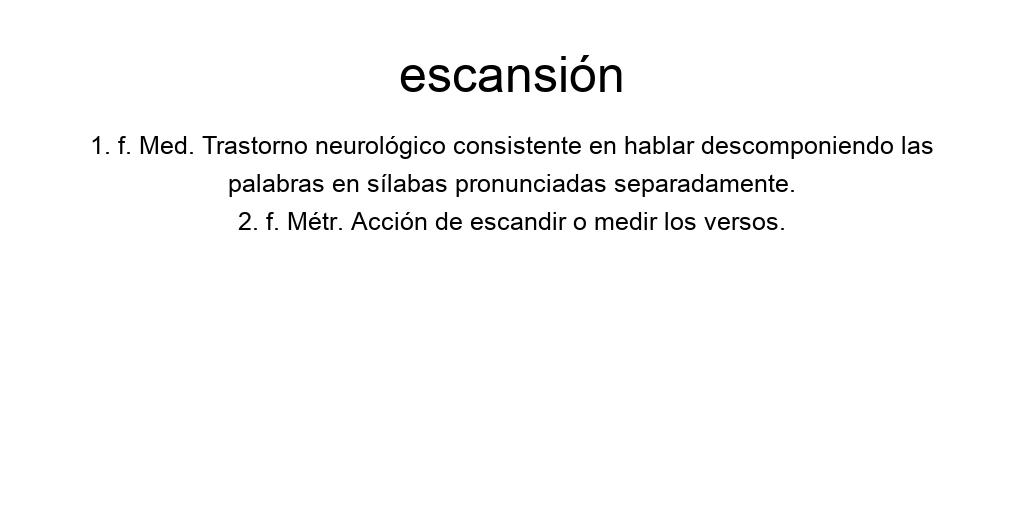 escansión
1. f. Med. Trastorno neurológico consistente en hablar descomponiendo las
palabras en sílabas pronunciadas separadamente.
2. f. Métr. Acción de escandir o medir los versos.